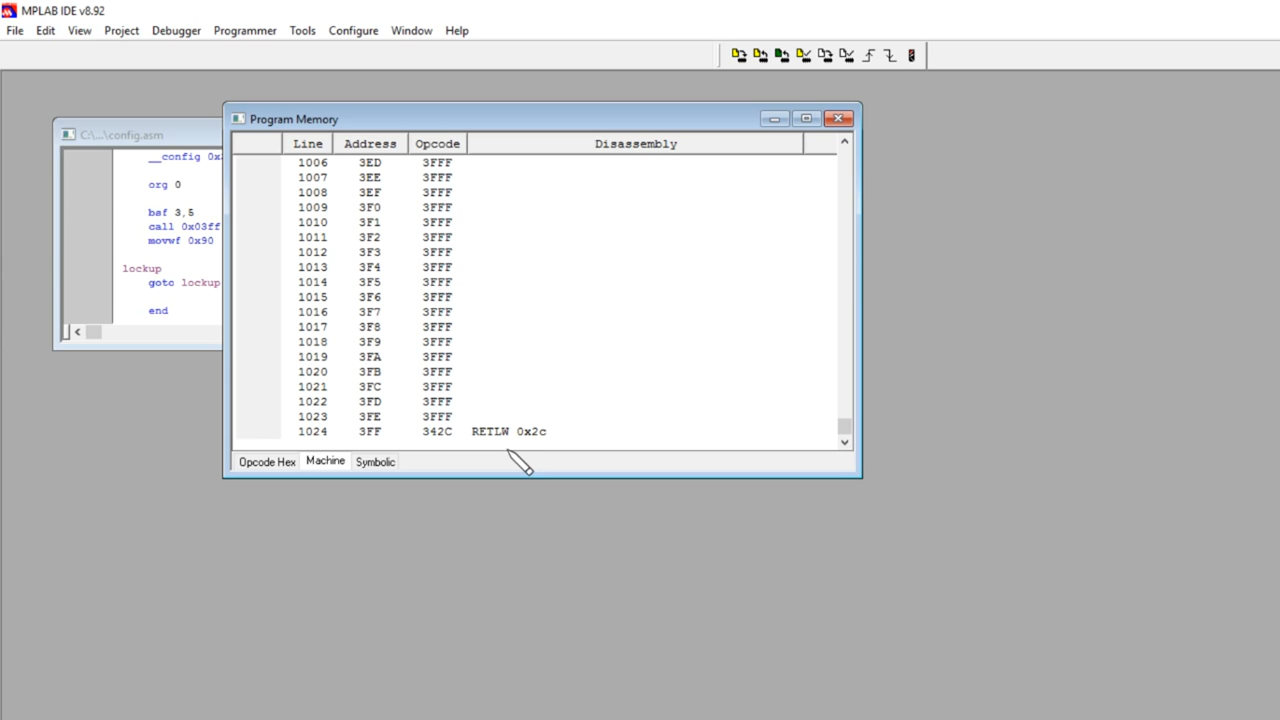 MPLAB IDE v8.92
File Edit View Project Debugger Programmer Tools Configure Window Help
C:\...\config.asm
__config 0x
org 0
bsf 3,5
call 0x03ff
movwf 0x90
lockup
goto lockup
end
Program Memory
Line Address Opcode Disassembly
1006 3ED 3FFF
1007 3EE 3FFF
1008 3EF 3FFF
1009 3F0 3FFF
1010 3F1 3FFF
1011 3F2 3FFF
1012 3F3 3FFF
1013 3F4 3FFF
1014 3F5 3FFF
1015 3F6 3FFF
1016 3F7 3FFF
1017 3F8 3FFF
1018 3F9 3FFF
1019 3FA 3FFF
1020 3FB 3FFF
1021 3FC 3FFF
1022 3FD 3FFF
1023 3FE 3FFF
1024 3FF 342C RETLW 0x2c
Opcode Hex Machine Symbolic